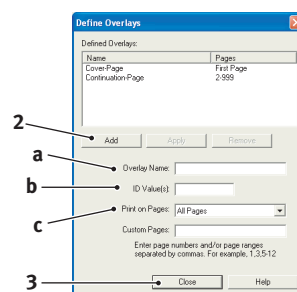 Define Overlays
Defined Overlays:
Name Pages
Cover-Page First Page
Continuation-Page 2-999
2
Add Apply Remove
a Overlay Name:
b ID Value(s):
c Print on Pages: All Pages
Custom Pages:
Enter page numbers and/or page ranges
separated by commas. For example, 1,3,5-12
3 Close Help